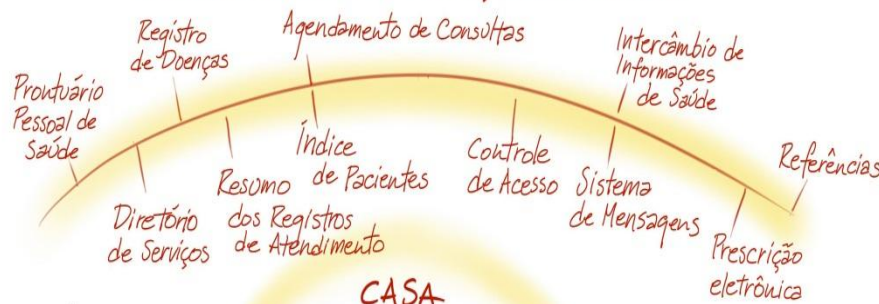 Prontuário
Pessoal de
Saúde
Registro
de Doenças
Agendamento de Consultas
Intercâmbio de
Informações
de Saúde
Referências
Diretório
de Serviços
Resumo
dos Registros
de Atendimento
Índice
de Pacientes
Controle
de Acesso
Sistema
de Mensagens
Prescrição
eletrônica
CASA